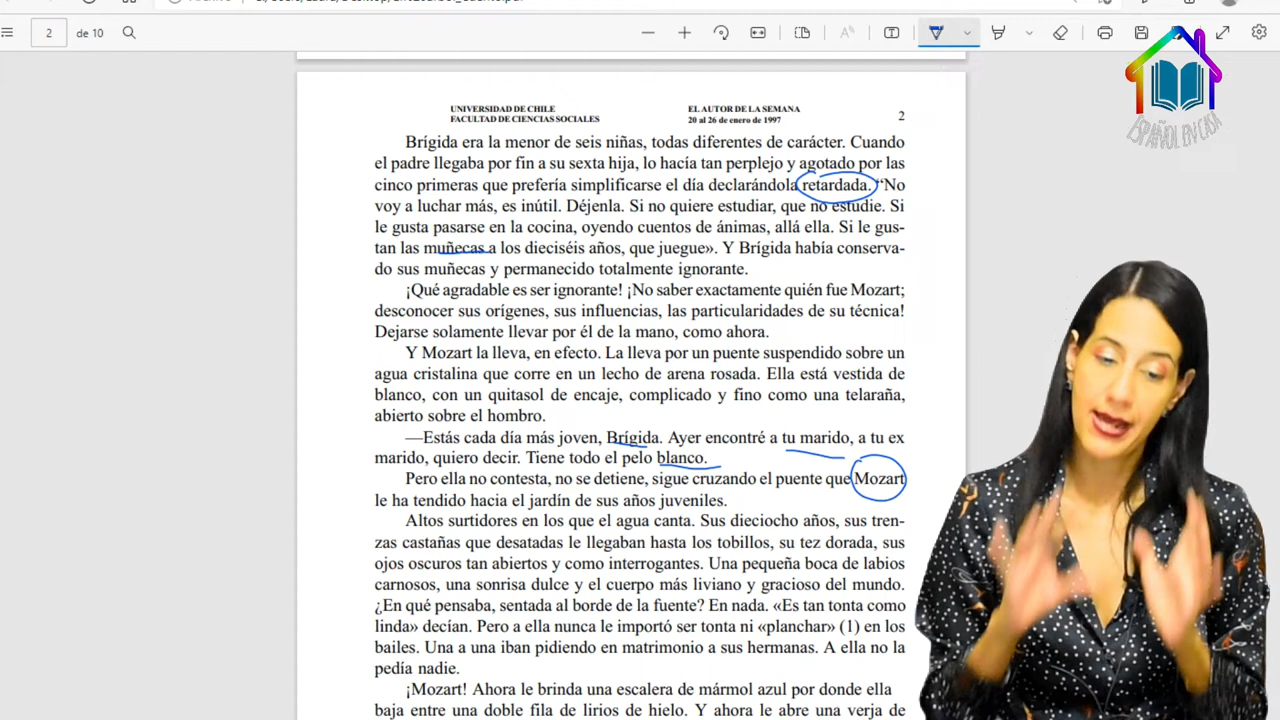 2
de 10
UNIVERSIDAD DE CHILE
FACULTAD DE CIENCIAS SOCIALES
EL AUTOR DE LA SEMANA
20 al 26 de enero de 1997
2
ESPAÑOL EN CASA
Brígida era la menor de seis niñas, todas diferentes de carácter. Cuando
el padre llegaba por fin a su sexta hija, lo hacía tan perplejo y agotado por las
cinco primeras que prefería simplificarse el día declarándola retardada. “No
voy a luchar más, es inútil. Déjenla. Si no quiere estudiar, que no estudie. Si
le gusta pasarse en la cocina, oyendo cuentos de ánimas, allá ella. Si le gus-
tan las muñecas a los dieciséis años, que juegue». Y Brígida había conserva-
do sus muñecas y permanecido totalmente ignorante.
¡Qué agradable es ser ignorante! ¡No saber exactamente quién fue Mozart;
desconocer sus orígenes, sus influencias, las particularidades de su técnica!
Dejarse solamente llevar por él de la mano, como ahora.
Y Mozart la lleva, en efecto. La lleva por un puente suspendido sobre un
agua cristalina que corre en un lecho de arena rosada. Ella está vestida de
blanco, con un quitasol de encaje, complicado y fino como una telaraña,
abierto sobre el hombro.
—Estás cada día más joven, Brígida. Ayer encontré a tu marido, a tu ex
marido, quiero decir. Tiene todo el pelo blanco.
Pero ella no contesta, no se detiene, sigue cruzando el puente que Mozart
le ha tendido hacia el jardín de sus años juveniles.
Altos surtidores en los que el agua canta. Sus dieciocho años, sus tren-
zas castañas que desatadas le llegaban hasta los tobillos, su tez dorada, sus
ojos oscuros tan abiertos y como interrogantes. Una pequeña boca de labios
carnosos, una sonrisa dulce y el cuerpo más liviano y gracioso del mundo.
¿En qué pensaba, sentada al borde de la fuente? En nada. «Es tan tonta como
linda» decían. Pero a ella nunca le importó ser tonta ni «planchar» (1) en los
bailes. Una a una iban pidiendo en matrimonio a sus hermanas. A ella no la
pedía nadie.
¡Mozart! Ahora le brinda una escalera de mármol azul por donde ella
baja entre una doble fila de lirios de hielo. Y ahora le abre una verja de